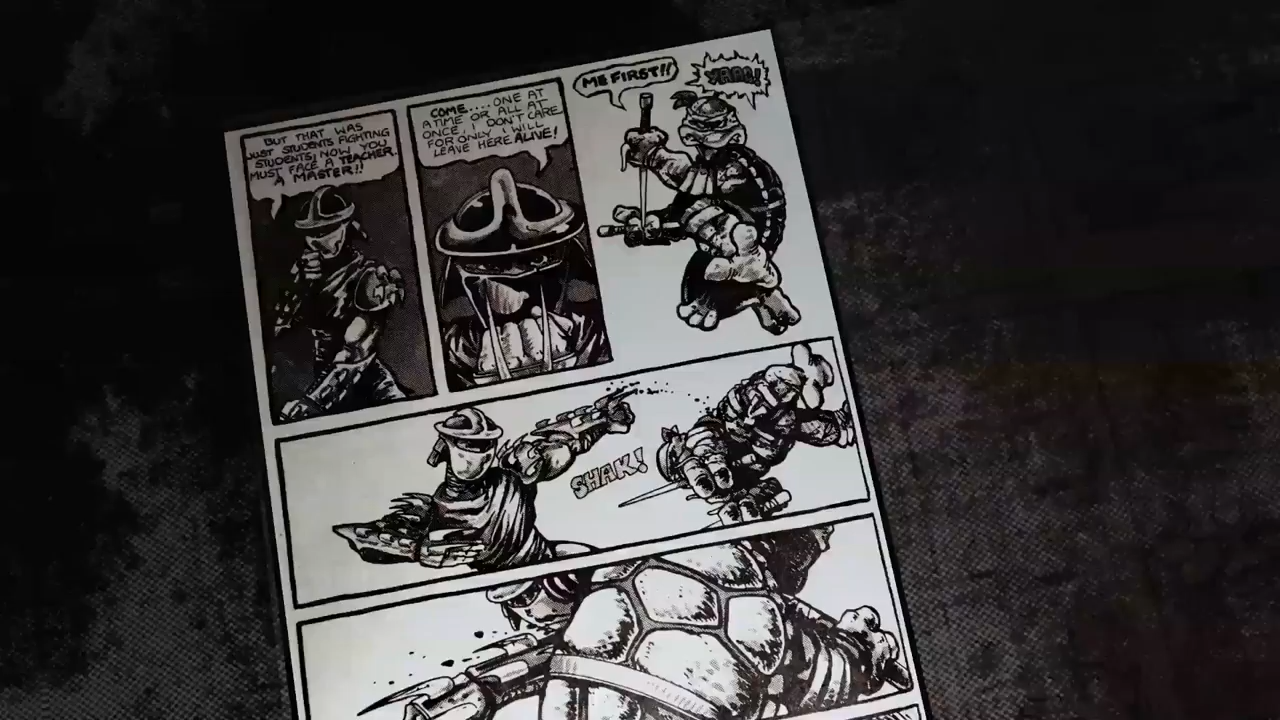 BUT THAT WAS
JUST STUDENTS FIGHTING
STUDENTS; NOW YOU
MUST FACE A TEACHER.
A MASTER!!
COME.... ONE AT
A TIME OR ALL AT
ONCE, I DON'T CARE.
FOR ONLY I WILL
LEAVE HERE ALIVE!
ME FIRST!!
SHAK!